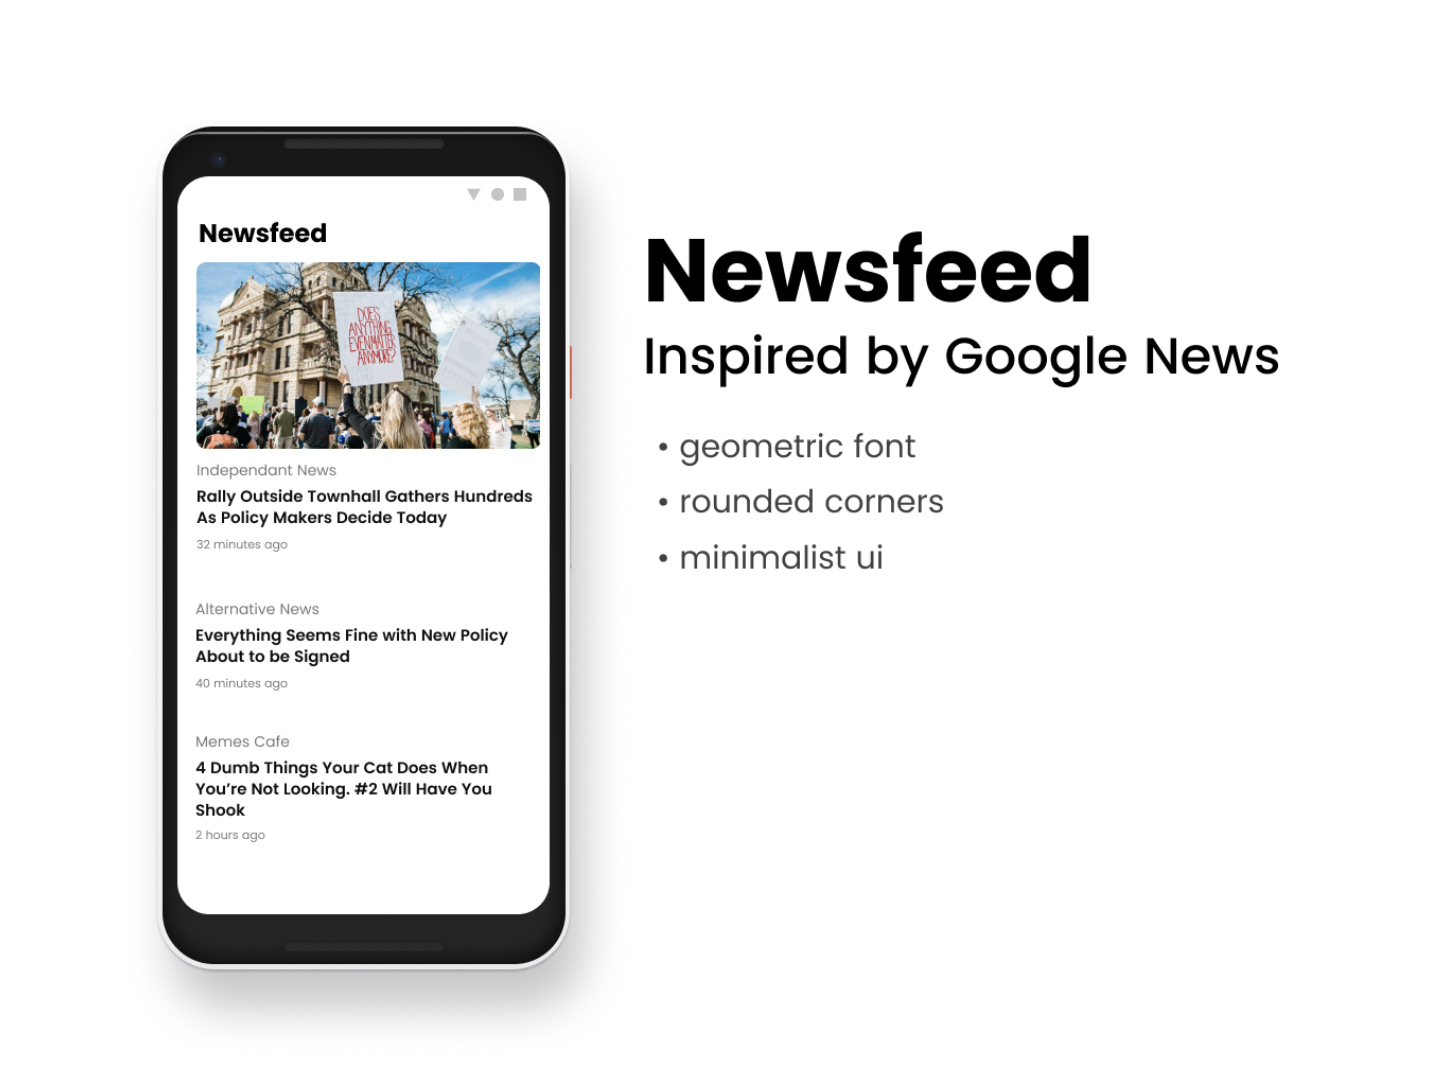 Newsfeed
DOES
ANYTHING
EVEN MATTER
ANYMORE?
Independant News
Rally Outside Townhall Gathers Hundreds
As Policy Makers Decide Today
32 minutes ago
Alternative News
Everything Seems Fine with New Policy
About to be Signed
40 minutes ago
Memes Cafe
4 Dumb Things Your Cat Does When
You’re Not Looking. #2 Will Have You
Shook
2 hours ago
Newsfeed
Inspired by Google News
• geometric font
• rounded corners
• minimalist ui